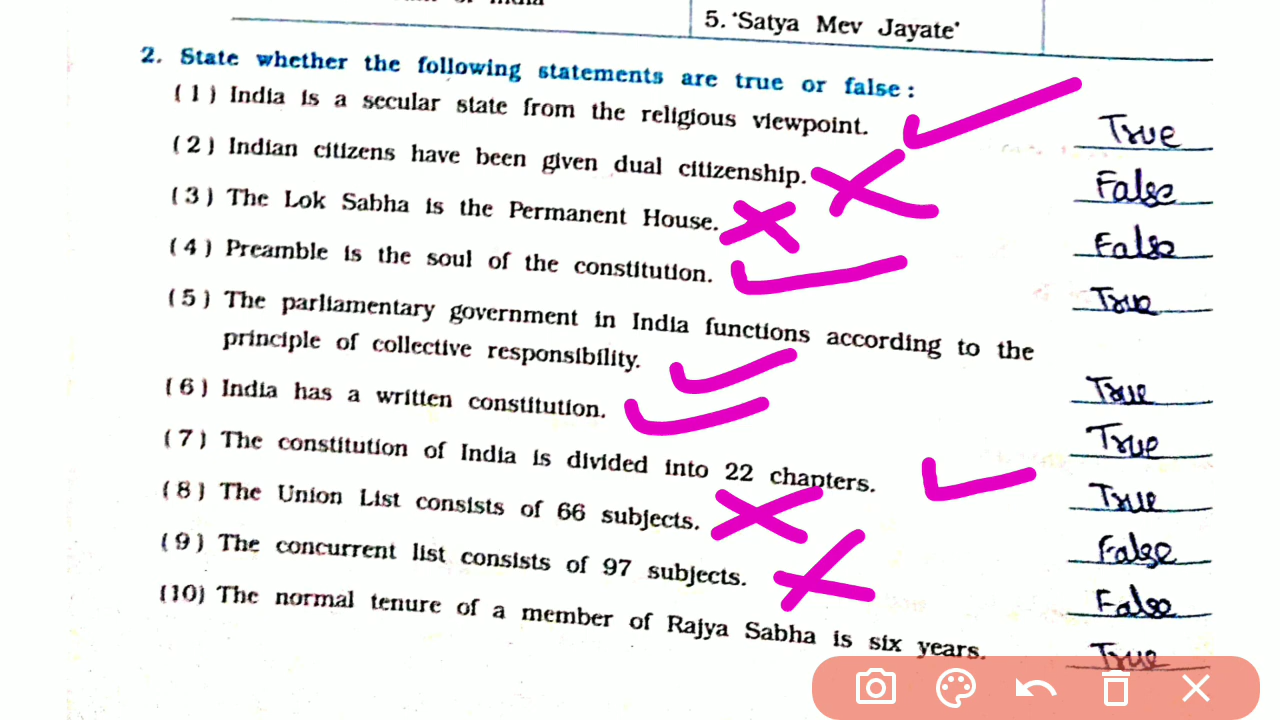 5. 'Satya Mev Jayate'
2. State whether the following statements are true or false :
(1) India is a secular state from the religious viewpoint. True
(2) Indian citizens have been given dual citizenship. False
(3) The Lok Sabha is the Permanent House. False
(4) Preamble is the soul of the constitution. True
(5) The parliamentary government in India functions according to the
principle of collective responsibility. True
(6) India has a written constitution. True
(7) The constitution of India is divided into 22 chapters. True
(8) The Union List consists of 66 subjects. False
(9) The concurrent list consists of 97 subjects. False
(10) The normal tenure of a member of Rajya Sabha is six years. True